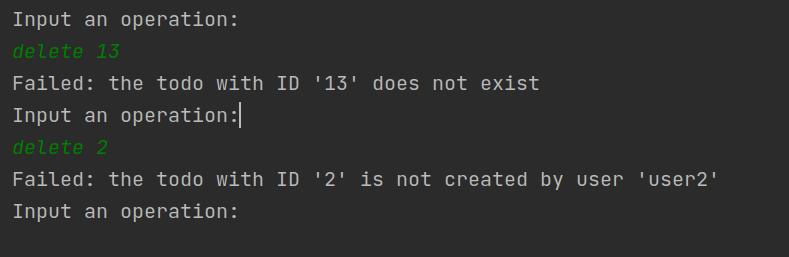 Input an operation:
delete 13
Failed: the todo with ID '13' does not exist
Input an operation:
delete 2
Failed: the todo with ID '2' is not created by user 'user2'
Input an operation: